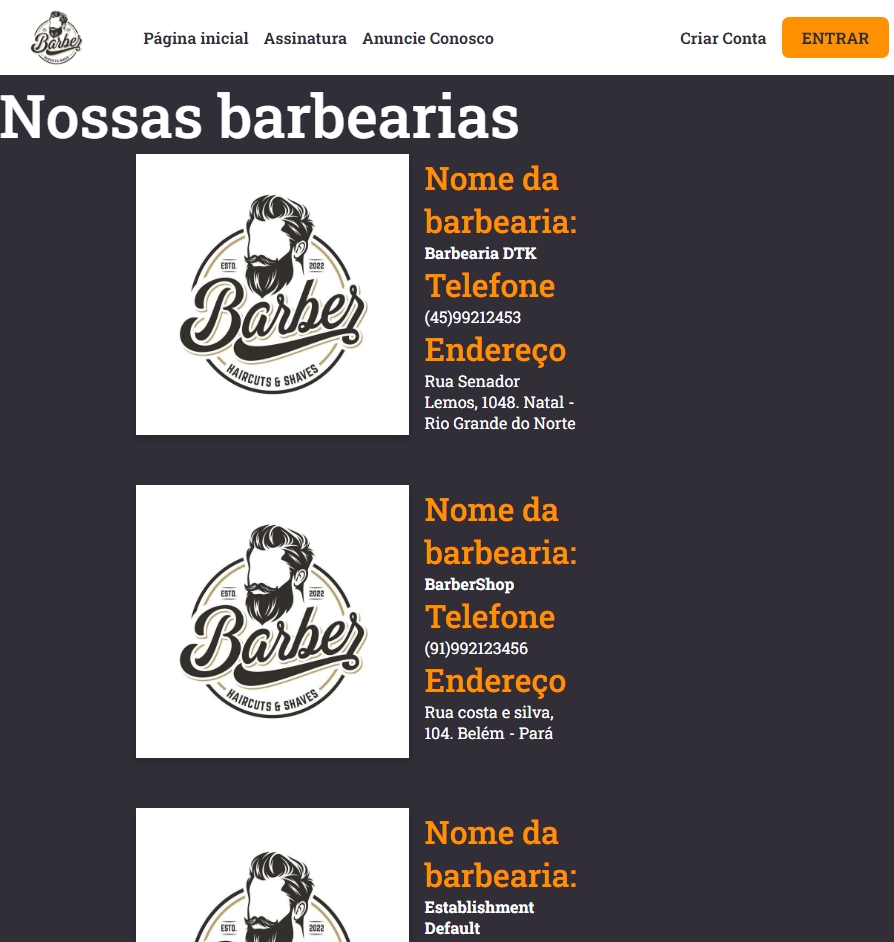 Barber
Página inicial Assinatura Anuncie Conosco Criar Conta ENTRAR
Nossas barbearias
ESTD. 2022
Barber
HAIRCUTS & SHAVES
Nome da
barbearia:
Barbearia DTK
Telefone
(45)99212453
Endereço
Rua Senador
Lemos, 1048. Natal -
Rio Grande do Norte
ESTD. 2022
Barber
HAIRCUTS & SHAVES
Nome da
barbearia:
BarberShop
Telefone
(91)992123456
Endereço
Rua costa e silva,
104. Belém - Pará
ESTD. 2022
Nome da
barbearia:
Establishment
Default